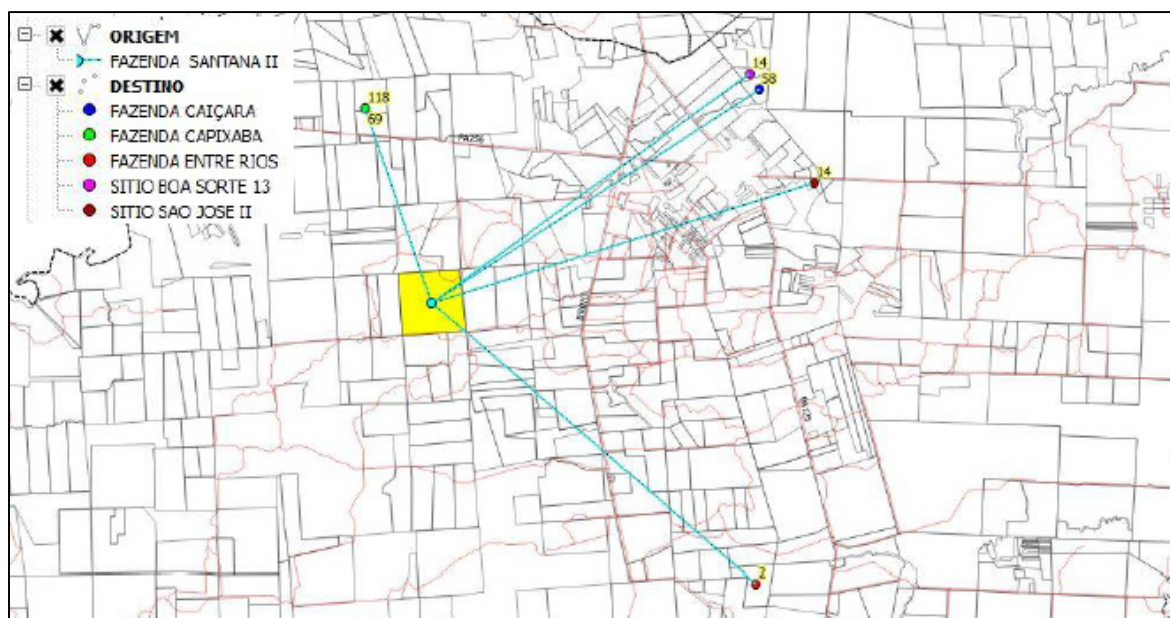 ORIGEM
FAZENDA SANTANA II
DESTINO
FAZENDA CAIÇARA
FAZENDA CAPIXABA
FAZENDA ENTRE RIOS
SITIO BOA SORTE 13
SITIO SAO JOSE II
118
69
14
58
PA256
14
2